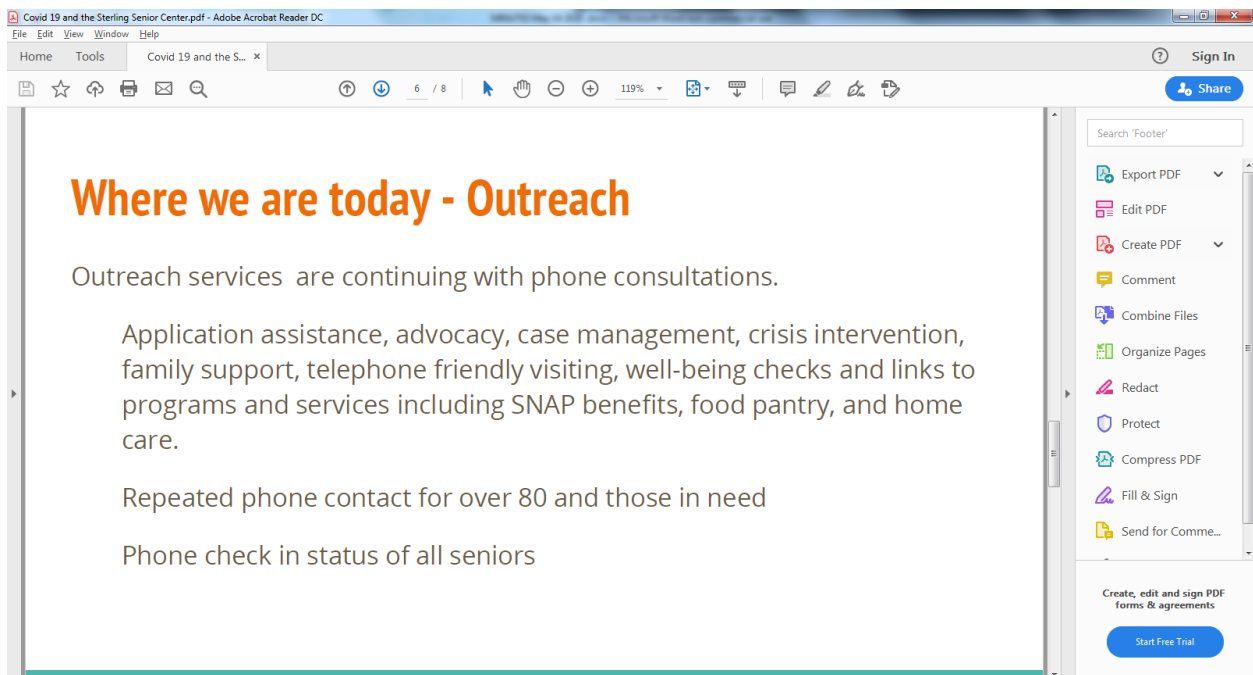 Covid 19 and the Sterling Senior Center.pdf - Adobe Acrobat Reader DC
File Edit View Window Help
Home Tools Covid 19 and the S... × ? Sign In
6 / 8 119% Share
Search 'Footer'
Where we are today - Outreach
Outreach services are continuing with phone consultations.
Application assistance, advocacy, case management, crisis intervention,
family support, telephone friendly visiting, well-being checks and links to
programs and services including SNAP benefits, food pantry, and home
care.
Repeated phone contact for over 80 and those in need
Phone check in status of all seniors
Export PDF
Edit PDF
Create PDF
Comment
Combine Files
Organize Pages
Redact
Protect
Compress PDF
Fill & Sign
Send for Comme...
Create, edit and sign PDF
forms & agreements
Start Free Trial